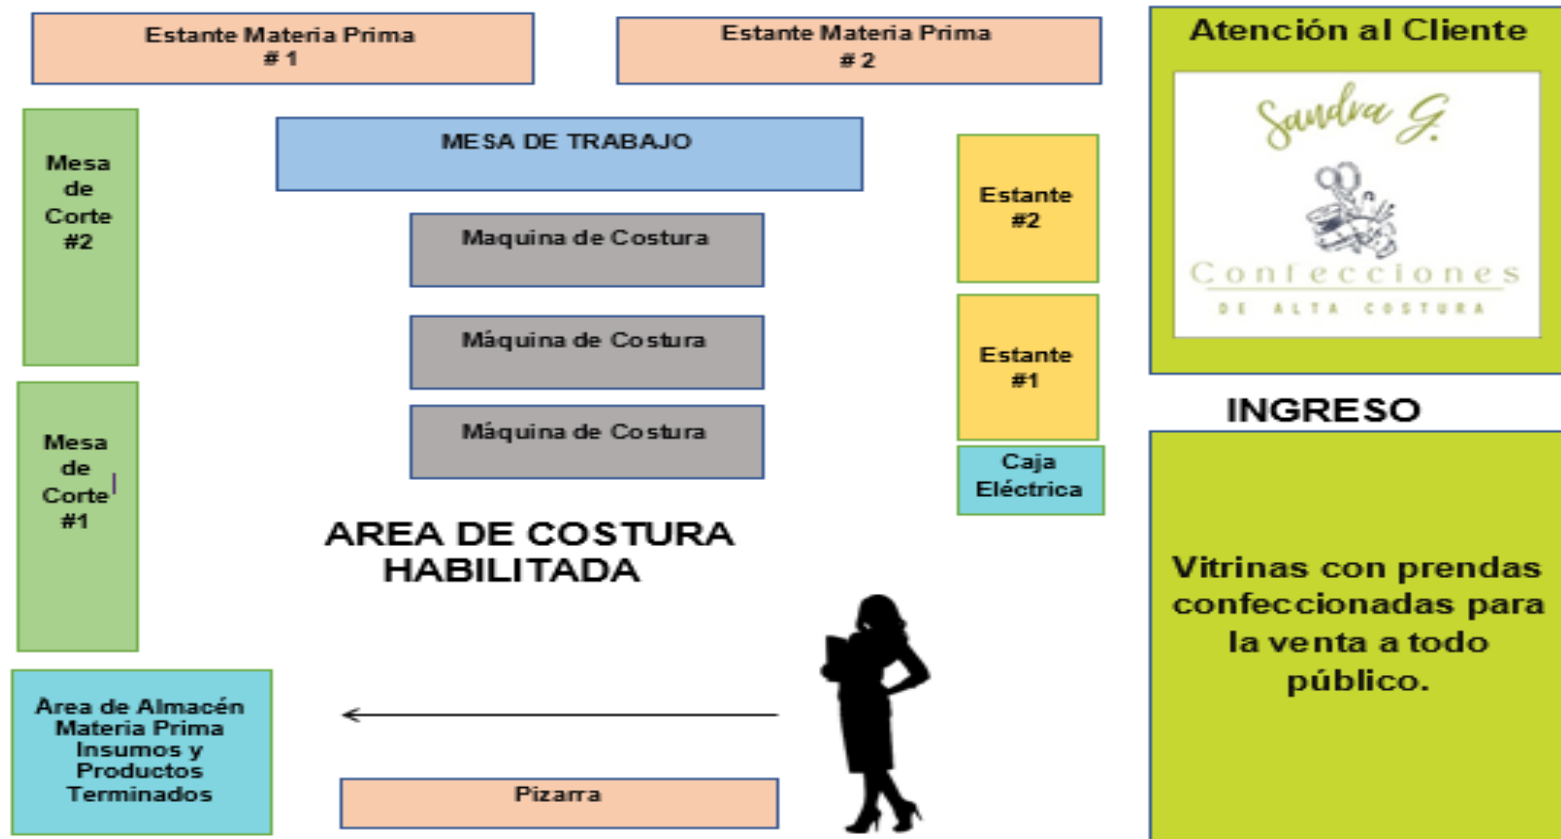 Estante Materia Prima
# 1
Estante Materia Prima
# 2
Atención al Cliente
Sandra G.
Confecciones
DE ALTA COSTURA
Mesa
de
Corte
#2
MESA DE TRABAJO
Maquina de Costura
Máquina de Costura
Máquina de Costura
Estante
#2
Estante
#1
Caja
Eléctrica
INGRESO
Mesa
de
Corte
#1
AREA DE COSTURA
HABILITADA
Vitrinas con prendas
confeccionadas para
la venta a todo
público.
Área de Almacén
Materia Prima
Insumos y
Productos
Terminados
Pizarra